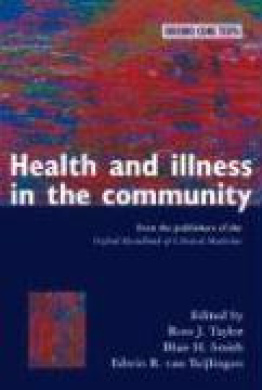 OXFORD CORE TEXTS
Health and illness
in the community
from the publishers of the
Oxford Handbook of Clinical Medicine
Edited by
Ross J. Taylor
Blair H. Smith
Edwin R. van Teijlingen